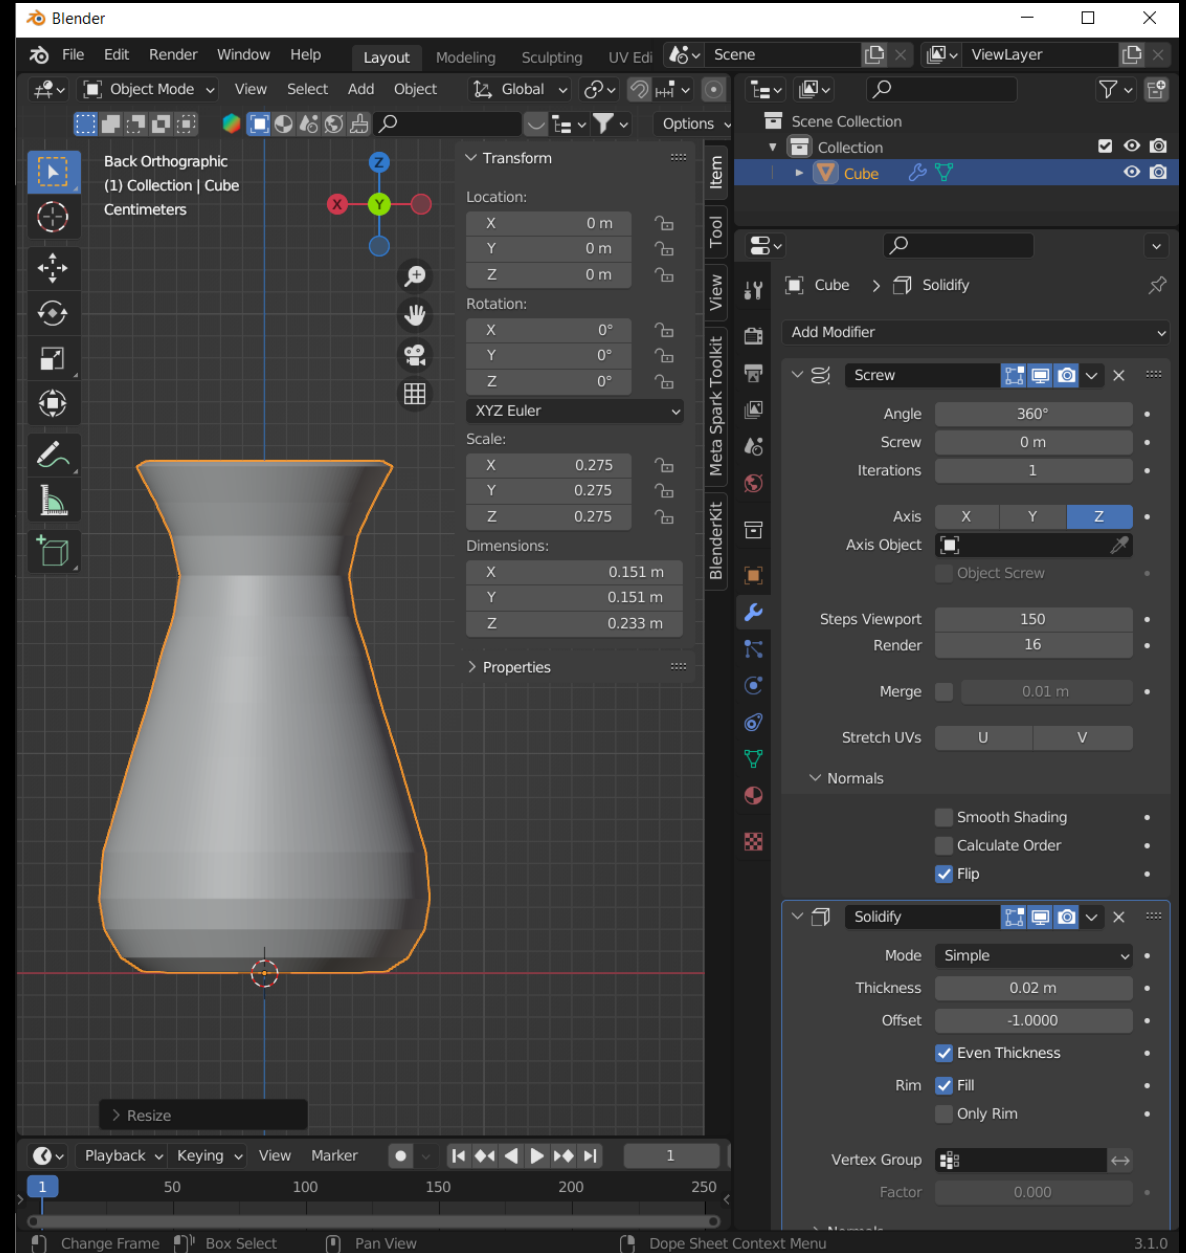 Blender
File Edit Render Window Help Layout Modeling Sculpting UV Edi Scene ViewLayer
Object Mode View Select Add Object Global
Options
Back Orthographic
(1) Collection | Cube
Centimeters
Z
X Y
Transform
Location:
X 0 m
Y 0 m
Z 0 m
Rotation:
X 0°
Y 0°
Z 0°
XYZ Euler
Scale:
X 0.275
Y 0.275
Z 0.275
Dimensions:
X 0.151 m
Y 0.151 m
Z 0.233 m
Properties
Item
Tool
View
Meta Spark Toolkit
BlenderKit
Resize
Scene Collection
Collection
Cube
Cube > Solidify
Add Modifier
Screw
Angle 360°
Screw 0 m
Iterations 1
Axis X Y Z
Axis Object
Object Screw
Steps Viewport 150
Render 16
Merge 0.01 m
Stretch UVs U V
Normals
Smooth Shading
Calculate Order
Flip
Solidify
Mode Simple
Thickness 0.02 m
Offset -1.0000
Even Thickness
Rim Fill
Only Rim
Vertex Group
Factor 0.000
Normals
Playback Keying View Marker 1
1 50 100 150 200 250
Change Frame Box Select Pan View Dope Sheet Context Menu 3.1.0